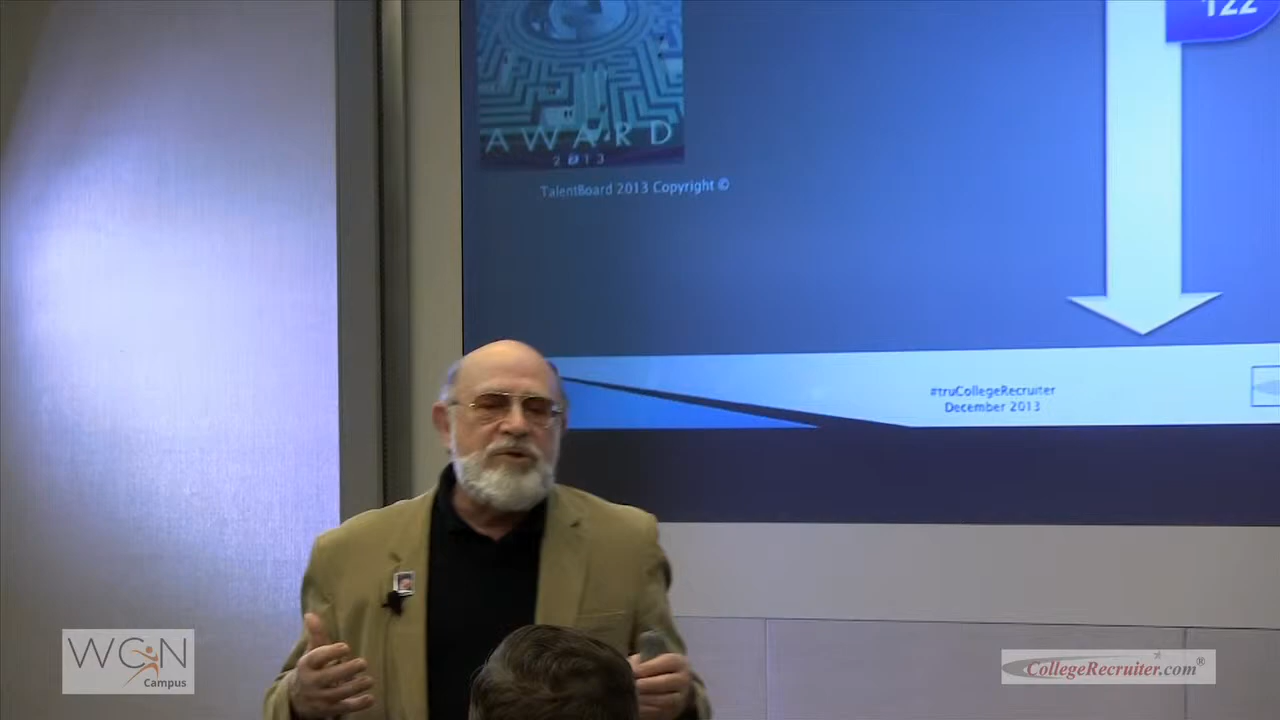 122
AWARD
2013
TalentBoard 2013 Copyright ©
#truCollegeRecruiter
December 2013
WCN
Campus
CollegeRecruiter.com®